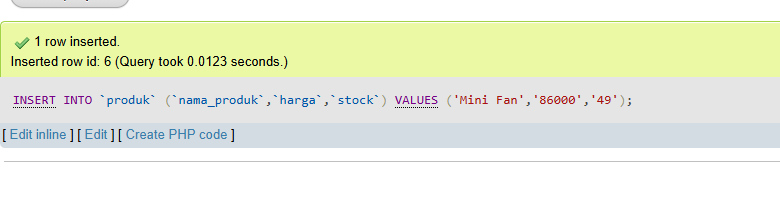 1 row inserted.
Inserted row id: 6 (Query took 0.0123 seconds.)
INSERT INTO `produk` (`nama_produk`,`harga`,`stock`) VALUES ('Mini Fan','86000','49');
[ Edit inline ] [ Edit ] [ Create PHP code ]